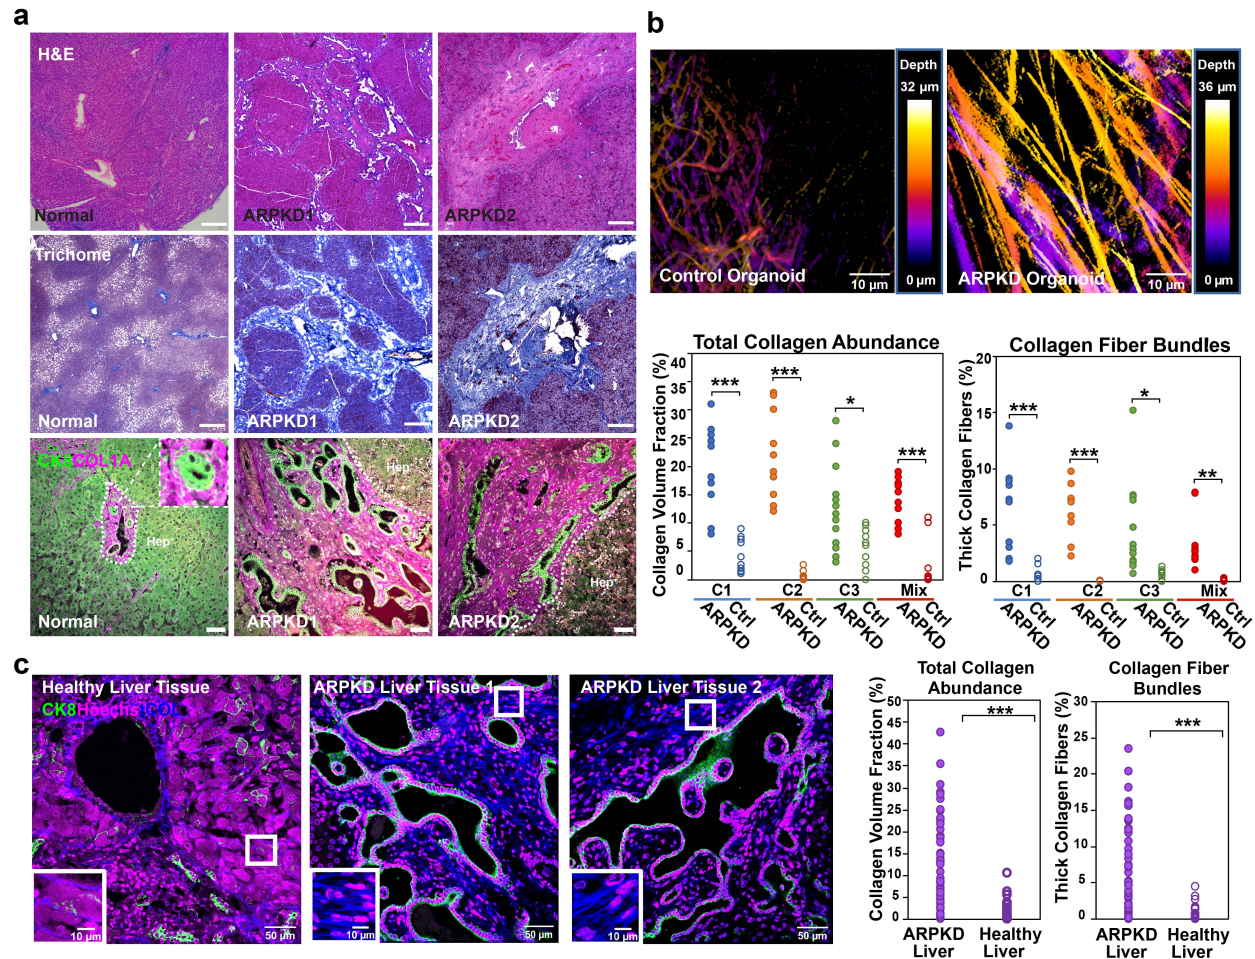 a
H&E
Normal
ARPKD1
ARPKD2
Trichome
Normal
ARPKD1
ARPKD2
CK8COL1A
Hep
Normal
Hep
ARPKD1
Hep
ARPKD2
b
Control Organoid
10 µm
Depth
32 µm
0 µm
ARPKD Organoid
10 µm
Depth
36 µm
0 µm
Total Collagen Abundance
Collagen Volume Fraction (%)
40
35
30
25
20
15
10
5
0
***
***
*
***
C1
C2
C3
Mix
Ctrl
ARPKD
Ctrl
ARPKD
Ctrl
ARPKD
Ctrl
ARPKD
Collagen Fiber Bundles
Thick Collagen Fibers (%)
20
15
10
5
0
***
***
*
**
C1
C2
C3
Mix
Ctrl
ARPKD
Ctrl
ARPKD
Ctrl
ARPKD
Ctrl
ARPKD
c
Healthy Liver Tissue
CK8Hoechst
10 µm
50 µm
ARPKD Liver Tissue 1
10 µm
50 µm
ARPKD Liver Tissue 2
10 µm
50 µm
Total Collagen
Abundance
Collagen Volume Fraction (%)
50
45
40
35
30
25
20
15
10
5
0
***
ARPKD
Liver
Healthy
Liver
Collagen Fiber
Bundles
Thick Collagen Fibers (%)
30
25
20
15
10
5
0
***
ARPKD
Liver
Healthy
Liver